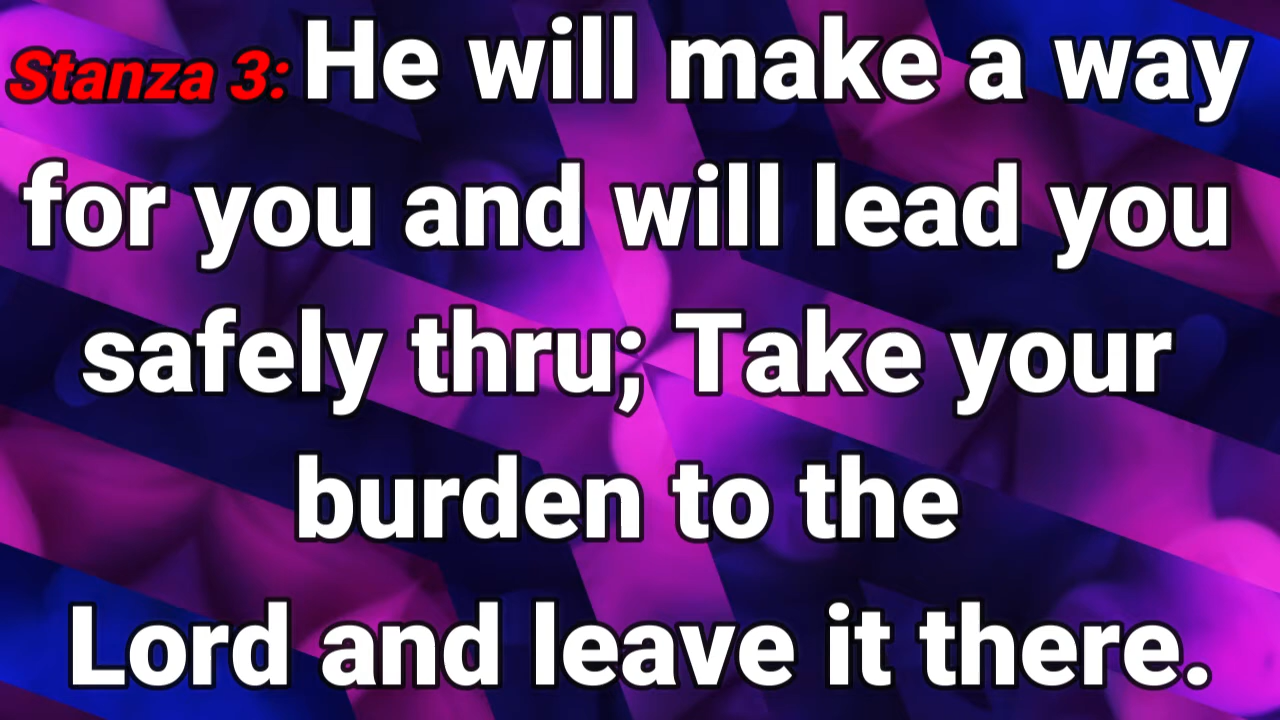 Stanza 3: He will make a way
for you and will lead you
safely thru; Take your
burden to the
Lord and leave it there.